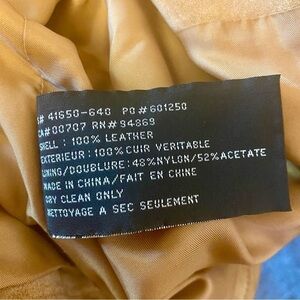 # 41650-640 PO# 601250
CA# 00707 RN# 94869
SHELL : 100% LEATHER
EXTERIEUR : 100% CUIR VERITABLE
LINING/DOUBLURE: 48%NYLON/52%ACETATE
MADE IN CHINA/FAIT EN CHINE
DRY CLEAN ONLY
NETTOYAGE A SEC SEULEMENT